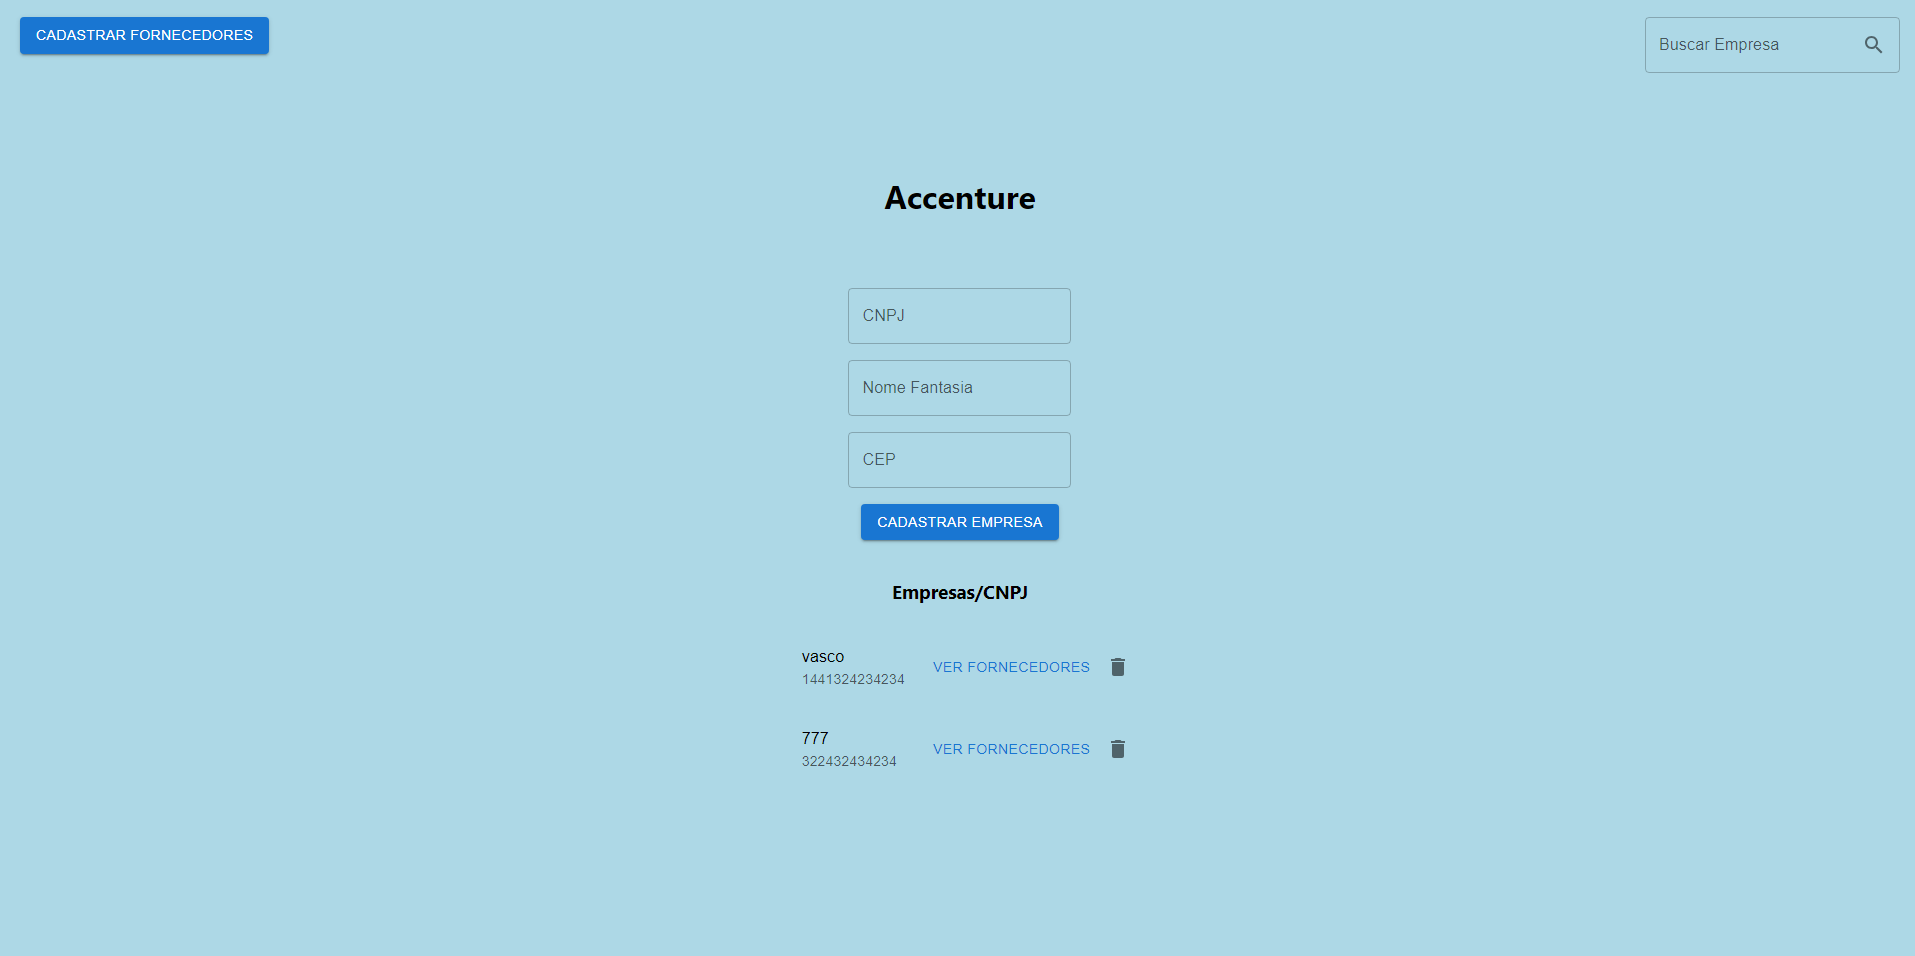 CADASTRAR FORNECEDORES
Buscar Empresa
Accenture
CNPJ
Nome Fantasia
CEP
CADASTRAR EMPRESA
Empresas/CNPJ
vasco
1441324234234
VER FORNECEDORES
777
322432434234
VER FORNECEDORES